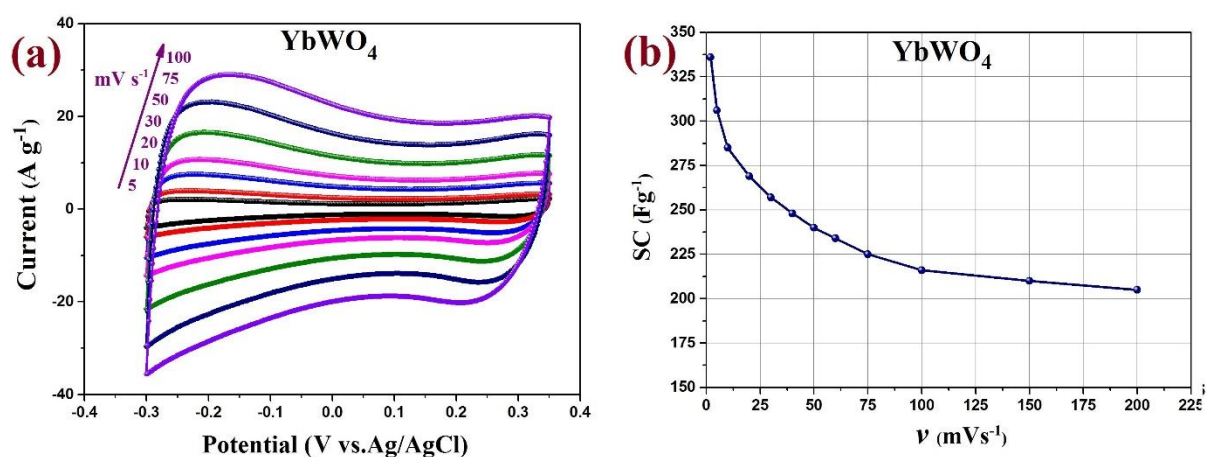 (a)
YbWO4
mV s-1
100
75
50
30
20
10
5
Current (A g-1)
40
20
0
-20
-40
-0.4 -0.3 -0.2 -0.1 0.0 0.1 0.2 0.3 0.4
Potential (V vs.Ag/AgCl)
(b)
YbWO4
SC (Fg-1)
350
325
300
275
250
225
200
175
150
0 25 50 75 100 125 150 175 200 225
ν (mVs-1)